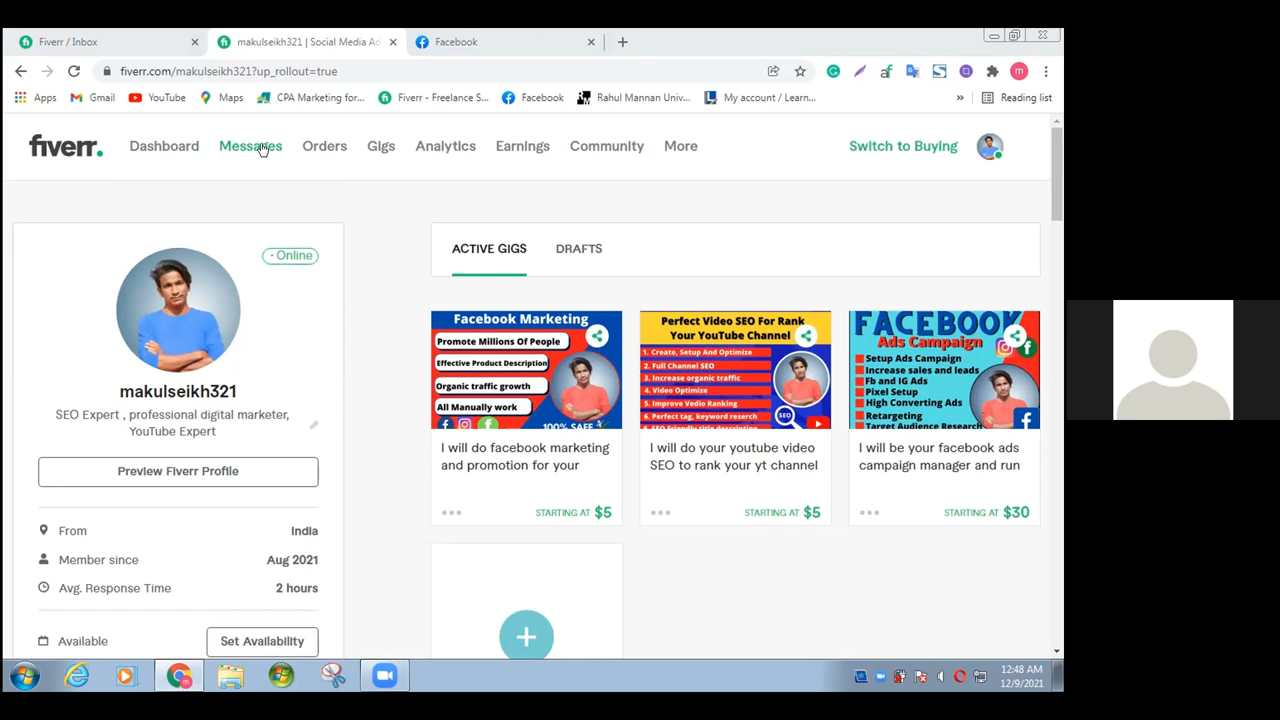 Fiverr / Inbox
makulseikh321 | Social Media Ad
Facebook
fiverr.com/makulseikh321?up_rollout=true
m
Apps
Gmail
YouTube
Maps
CPA Marketing for...
Fiverr - Freelance S...
Facebook
Rahul Mannan Univ...
My account / Learn...
»
Reading list
fiverr.
Dashboard
Messages
Orders
Gigs
Analytics
Earnings
Community
More
Switch to Buying
Online
makulseikh321
SEO Expert , professional digital marketer,
YouTube Expert
Preview Fiverr Profile
From India
Member since Aug 2021
Avg. Response Time 2 hours
Available
Set Availability
ACTIVE GIGS
DRAFTS
Facebook Marketing
Promote Millions Of People
Effective Product Description
Organic traffic growth
All Manually work
100% SAFE
I will do facebook marketing
and promotion for your
STARTING AT $5
Perfect Video SEO For Rank
Your YouTube Channel
1. Create, Setup And Optimize
2. Full Channel SEO
3. Increase organic traffic
4. Video Optimize
5. Improve Vedio Ranking
6. Perfect tag, keyword reserch
SEO
I will do your youtube video
SEO to rank your yt channel
STARTING AT $5
FACEBOOK
Ads Campaign
Setup Ads Campaign
Increase sales and leads
Fb and IG Ads
Pixel Setup
High Converting Ads
Retargeting
Target Audience Research
I will be your facebook ads
campaign manager and run
STARTING AT $30
12:48 AM
12/9/2021